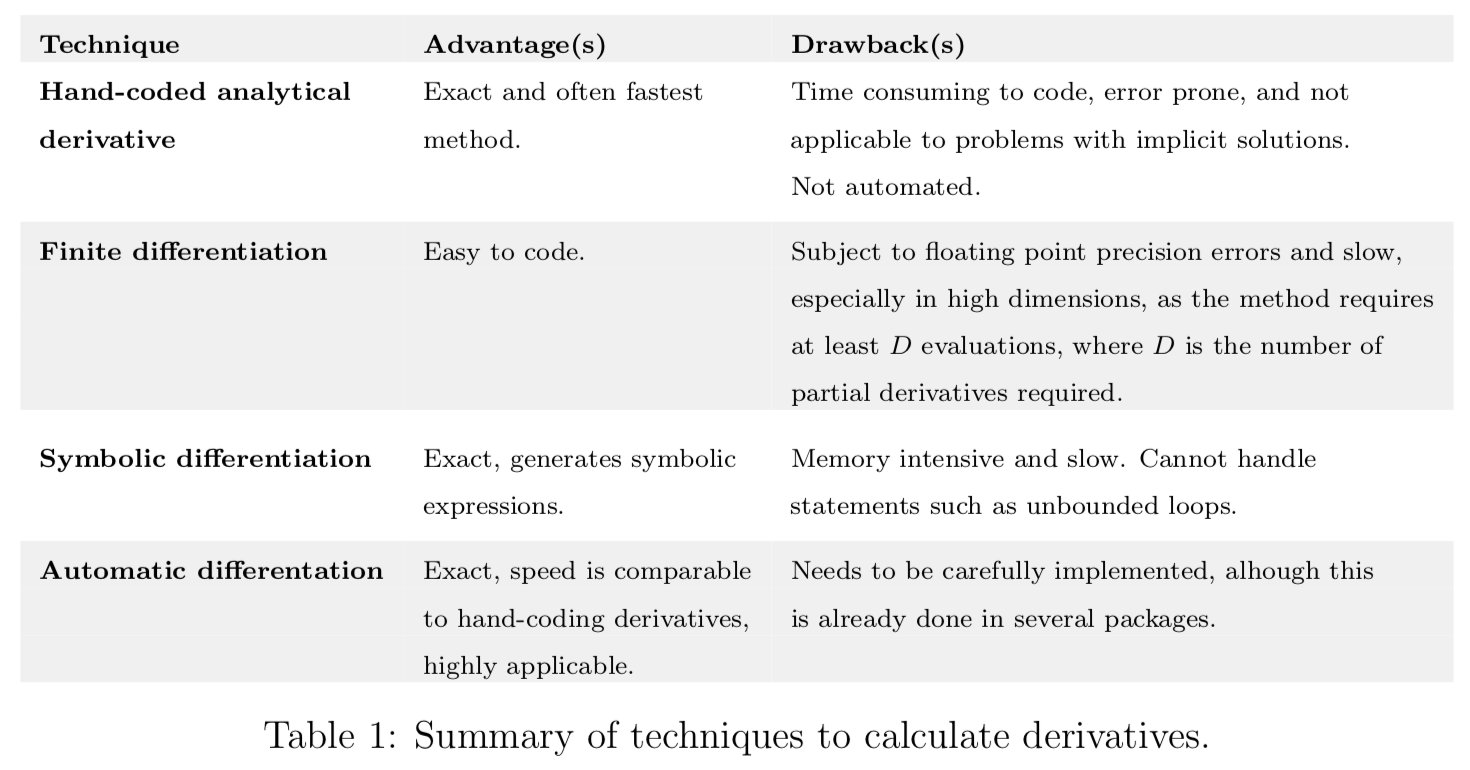 Technique Advantage(s) Drawback(s)
Hand-coded analytical Exact and often fastest Time consuming to code, error prone, and not
derivative method. applicable to problems with implicit solutions.
Not automated.
Finite differentiation Easy to code. Subject to floating point precision errors and slow,
especially in high dimensions, as the method requires
at least D evaluations, where D is the number of
partial derivatives required.
Symbolic differentiation Exact, generates symbolic Memory intensive and slow. Cannot handle
expressions. statements such as unbounded loops.
Automatic differentation Exact, speed is comparable Needs to be carefully implemented, alhough this
to hand-coding derivatives, is already done in several packages.
highly applicable.
Table 1: Summary of techniques to calculate derivatives.